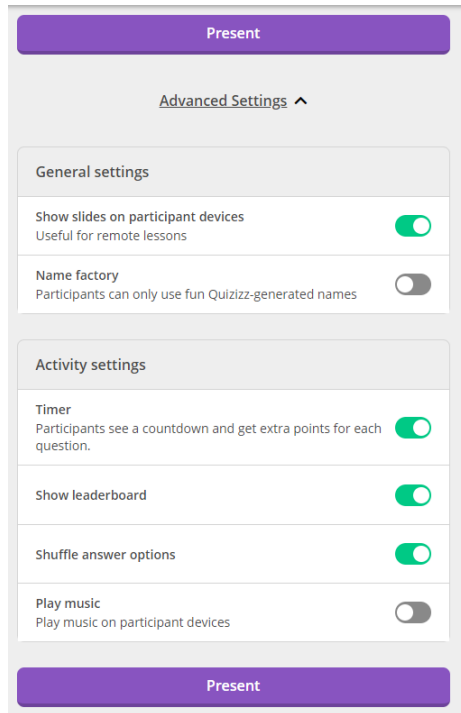 Present
Advanced Settings
General settings
Show slides on participant devices
Useful for remote lessons
Name factory
Participants can only use fun Quizizz-generated names
Activity settings
Timer
Participants see a countdown and get extra points for each
question.
Show leaderboard
Shuffle answer options
Play music
Play music on participant devices
Present